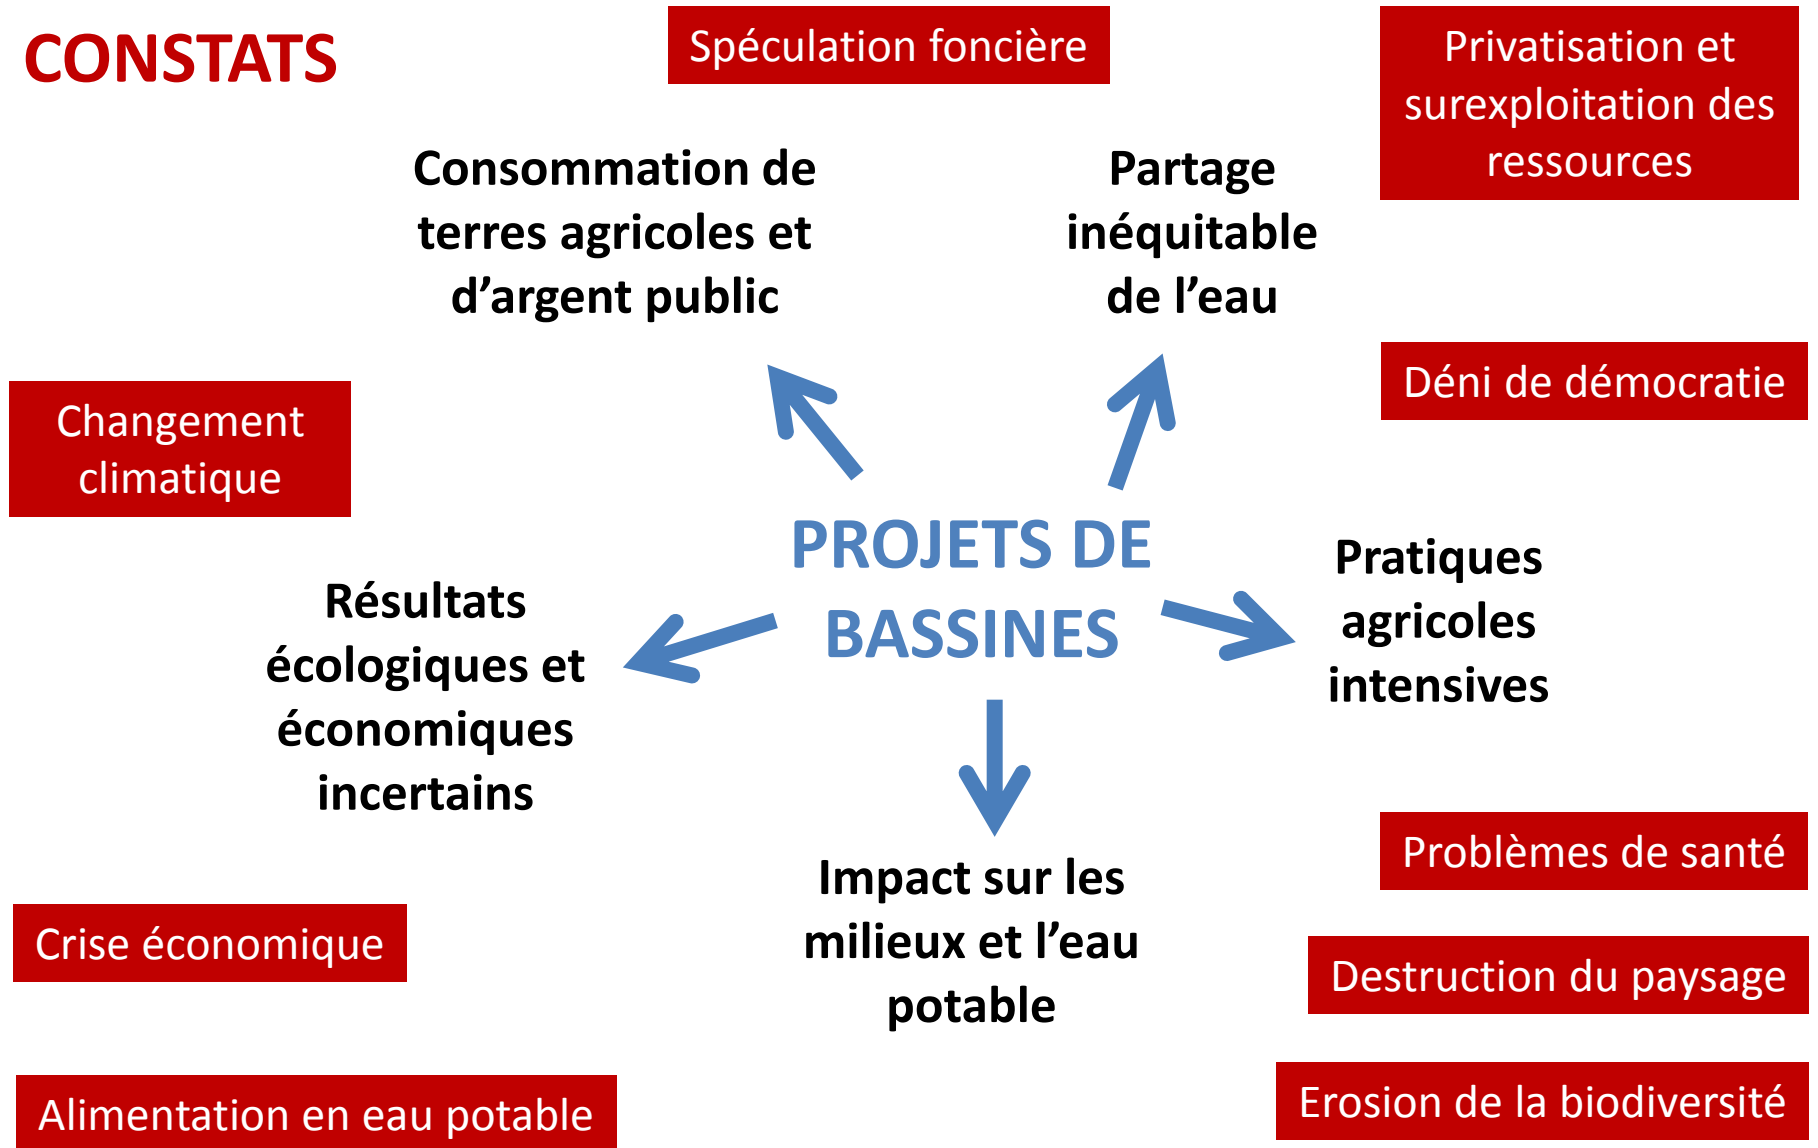 CONSTATS
Spéculation foncière
Privatisation et
surexploitation des
ressources
Consommation de
terres agricoles et
d’argent public
Partage
inéquitable
de l’eau
Déni de démocratie
Changement
climatique
PROJETS DE
BASSINES
Pratiques
agricoles
intensives
Résultats
écologiques et
économiques
incertains
Problèmes de santé
Impact sur les
milieux et l’eau
potable
Crise économique
Destruction du paysage
Alimentation en eau potable
Erosion de la biodiversité